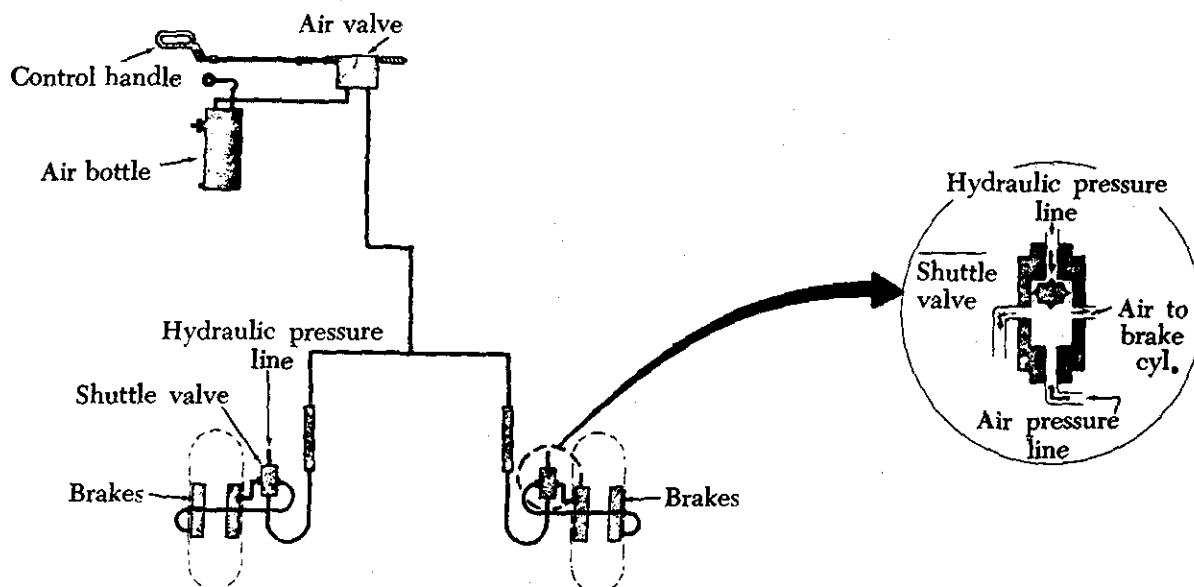 Air valve
Control handle
Air bottle
Hydraulic pressure
line
Shuttle valve
Brakes
Brakes
Hydraulic pressure
line
Shuttle
valve
Air to
brake
cyl.
Air pressure
line